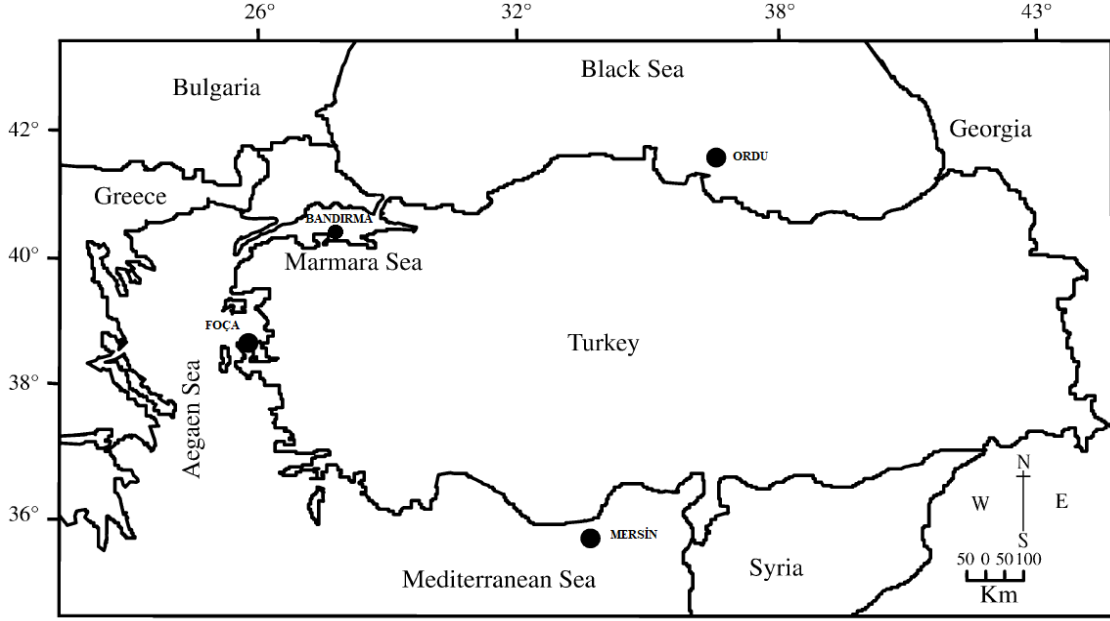 26° 32° 38° 43°
Black Sea
Bulgaria
42°
Georgia
ORDU
Greece
BANDIRMA
40°
Marmara Sea
FOÇA
Turkey
38°
Aegaen Sea
N
W E
S
36°
MERSİN
50 0 50 100
Km
Syria
Mediterranean Sea